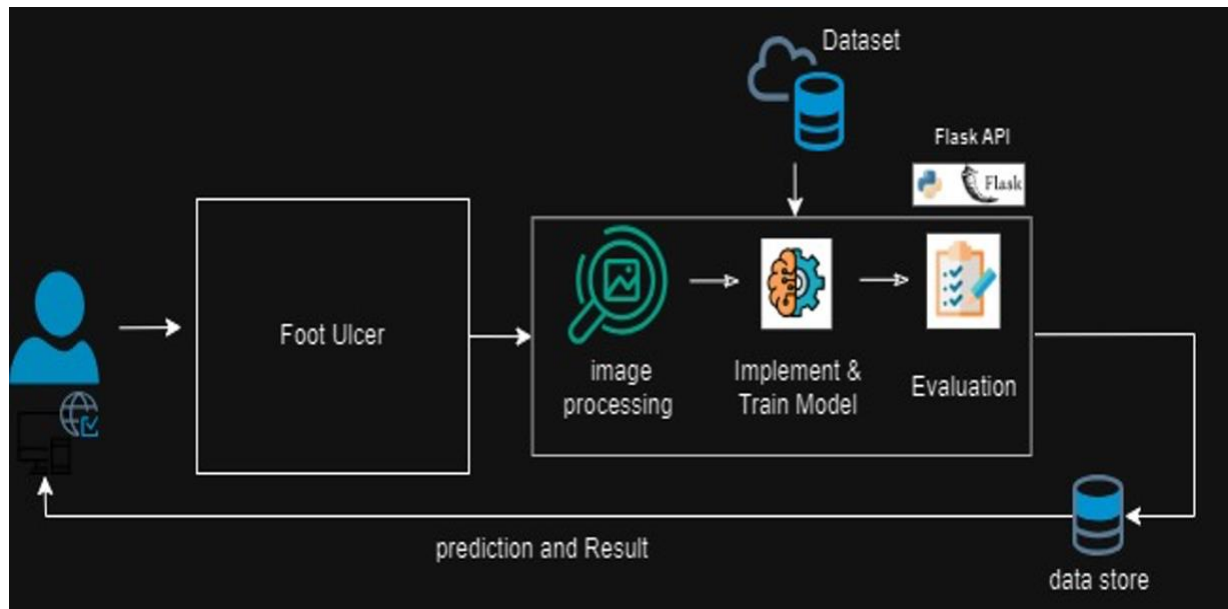 Dataset
Flask API
Flask
Foot Ulcer
image
processing
Implement &
Train Model
Evaluation
prediction and Result
data store